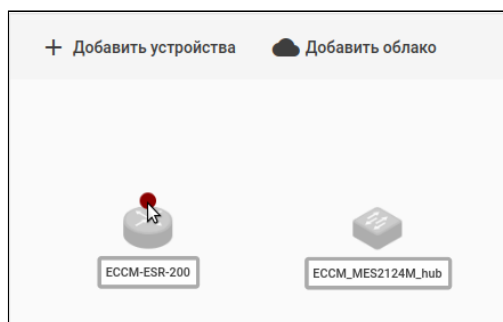 Добавить устройства
Добавить облако
ECCM-ESR-200
ECCM_MES2124M_hub